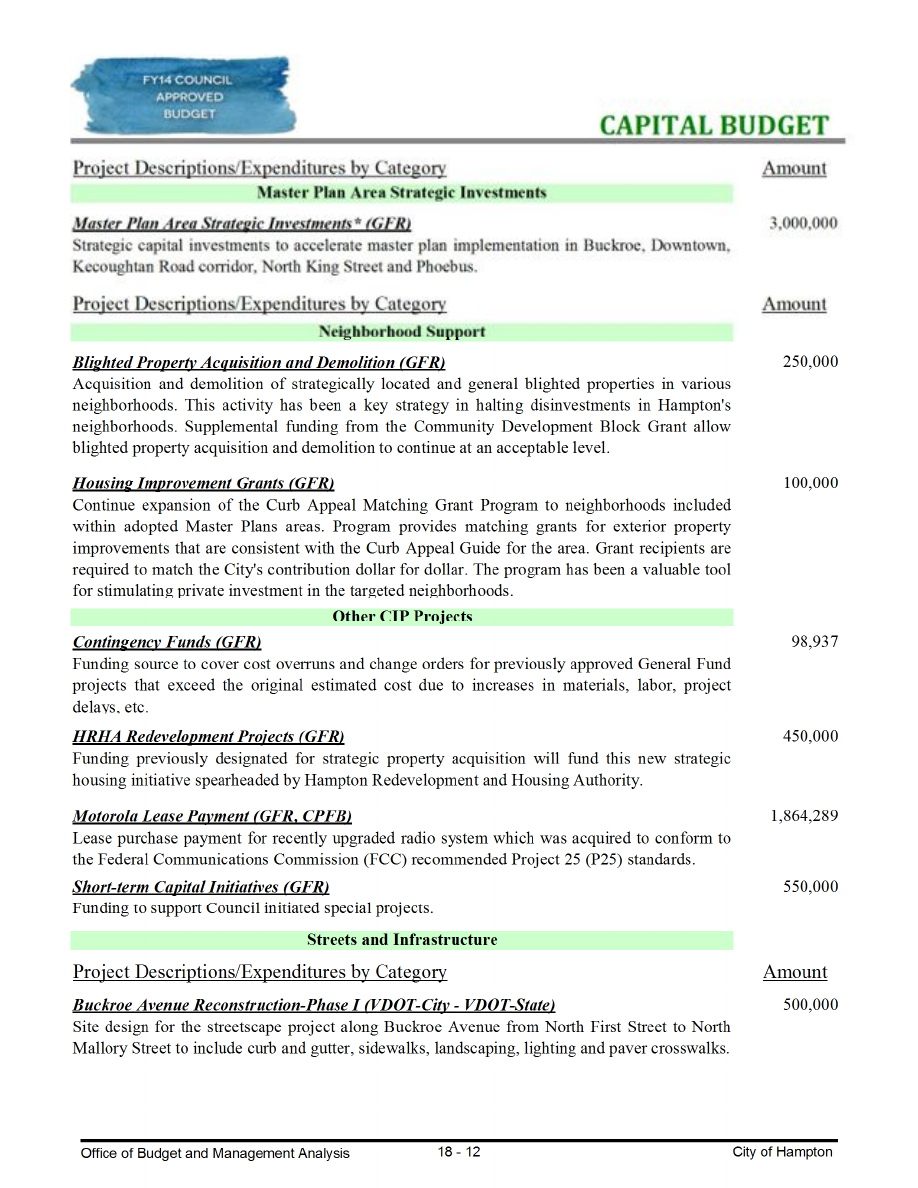 FY14 COUNCIL
APPROVED
BUDGET
CAPITAL BUDGET
Project Descriptions/Expenditures by Category Amount
Master Plan Area Strategic Investments
Master Plan Area Strategic Investments* (GFR) 3,000,000
Strategic capital investments to accelerate master plan implementation in Buckroe, Downtown,
Kecoughtan Road corridor, North King Street and Phoebus.
Project Descriptions/Expenditures by Category Amount
Neighborhood Support
Blighted Property Acquisition and Demolition (GFR) 250,000
Acquisition and demolition of strategically located and general blighted properties in various
neighborhoods. This activity has been a key strategy in halting disinvestments in Hampton's
neighborhoods. Supplemental funding from the Community Development Block Grant allow
blighted property acquisition and demolition to continue at an acceptable level.
Housing Improvement Grants (GFR) 100,000
Continue expansion of the Curb Appeal Matching Grant Program to neighborhoods included
within adopted Master Plans areas. Program provides matching grants for exterior property
improvements that are consistent with the Curb Appeal Guide for the area. Grant recipients are
required to match the City's contribution dollar for dollar. The program has been a valuable tool
for stimulating private investment in the targeted neighborhoods.
Other CIP Projects
Contingency Funds (GFR) 98,937
Funding source to cover cost overruns and change orders for previously approved General Fund
projects that exceed the original estimated cost due to increases in materials, labor, project
delays, etc.
HRHA Redevelopment Projects (GFR) 450,000
Funding previously designated for strategic property acquisition will fund this new strategic
housing initiative spearheaded by Hampton Redevelopment and Housing Authority.
Motorola Lease Payment (GFR, CPFB) 1,864,289
Lease purchase payment for recently upgraded radio system which was acquired to conform to
the Federal Communications Commission (FCC) recommended Project 25 (P25) standards.
Short-term Capital Initiatives (GFR) 550,000
Funding to support Council initiated special projects.
Streets and Infrastructure
Project Descriptions/Expenditures by Category Amount
Buckroe Avenue Reconstruction-Phase I (VDOT-City - VDOT-State) 500,000
Site design for the streetscape project along Buckroe Avenue from North First Street to North
Mallory Street to include curb and gutter, sidewalks, landscaping, lighting and paver crosswalks.
Office of Budget and Management Analysis 18 - 12 City of Hampton